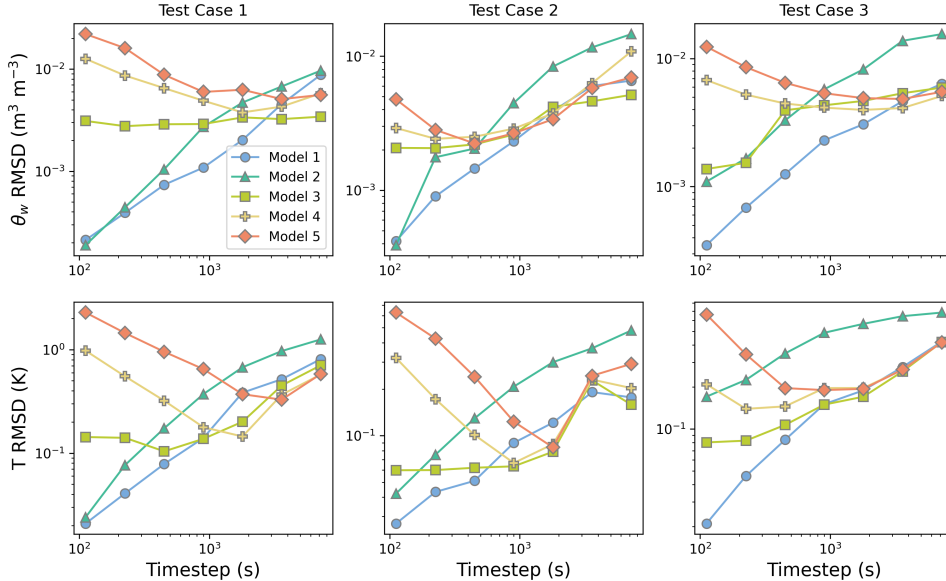 Test Case 1
Test Case 2
Test Case 3
θ_w RMSD (m³ m⁻³)
10⁻²
10⁻³
10⁻²
10⁻³
10⁻²
10⁻³
Model 1
Model 2
Model 3
Model 4
Model 5
10² 10³
10² 10³
10² 10³
T RMSD (K)
10⁰
10⁻¹
10⁻¹
10⁻¹
10² 10³
10² 10³
10² 10³
Timestep (s)
Timestep (s)
Timestep (s)